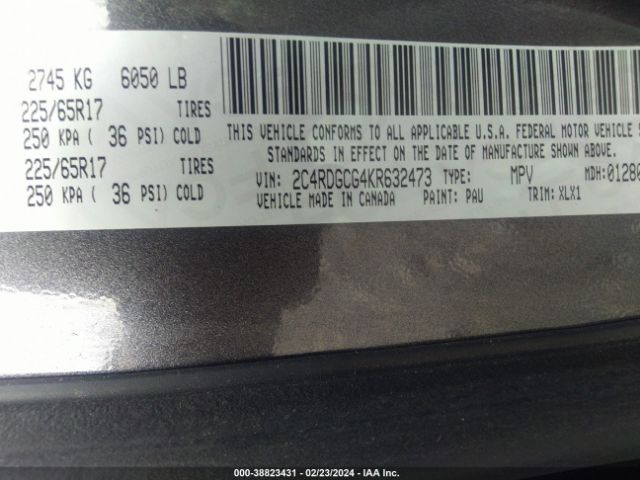 2745 KG 6050 LB
225/65R17 TIRES
250 KPA ( 36 PSI) COLD
225/65R17 TIRES
250 KPA ( 36 PSI) COLD
THIS VEHICLE CONFORMS TO ALL APPLICABLE U.S.A. FEDERAL MOTOR VEHICLE S
STANDARDS IN EFFECT ON THE DATE OF MANUFACTURE SHOWN ABOVE.
VIN: 2C4RDGCG4KR632473 TYPE: MPV MDH:01280
VEHICLE MADE IN CANADA PAINT: PAU TRIM: XLX1
000-38823431 - 02/23/2024 - IAA Inc.